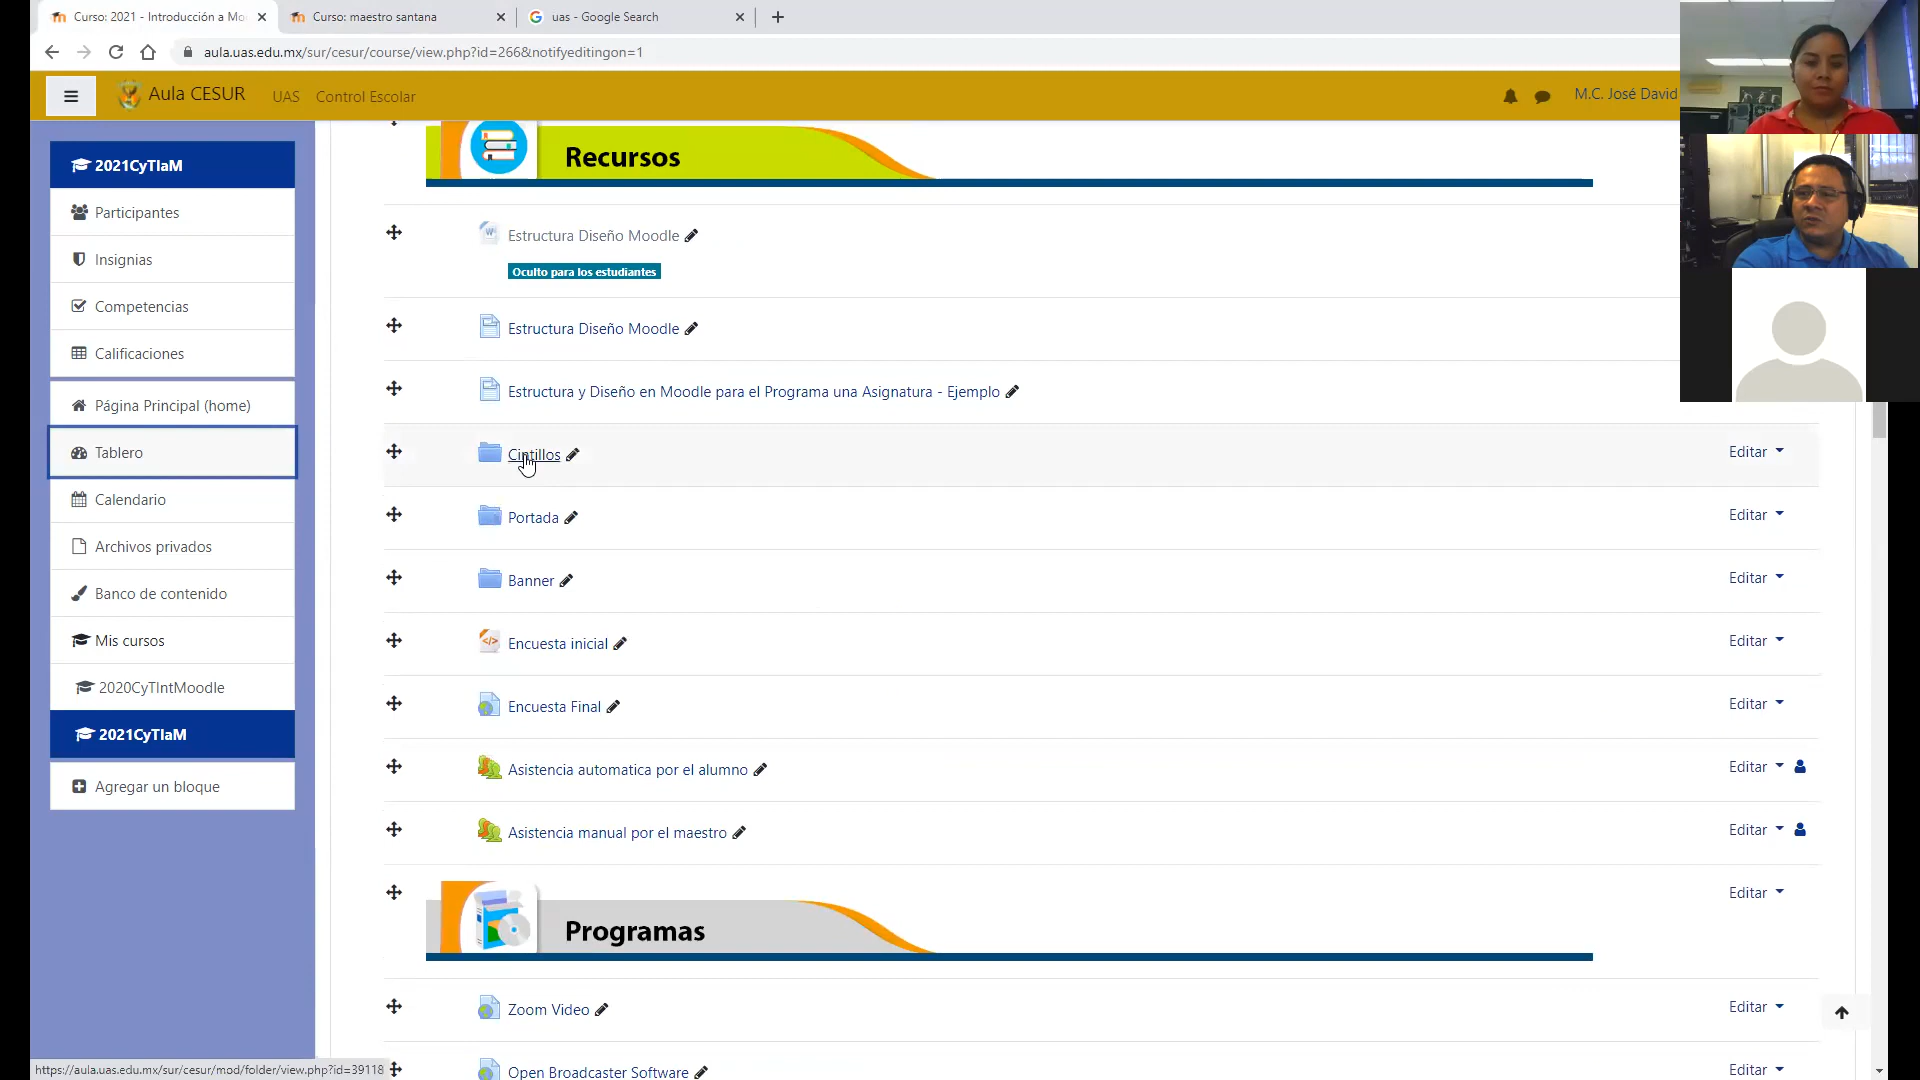 Curso: 2021 - Introducción a Mo
Curso: maestro santana
uas - Google Search
aula.uas.edu.mx/sur/cesur/course/view.php?id=266&notifyeditingon=1
Aula CESUR
UAS
Control Escolar
M.C. José David
2021CyTIaM
Participantes
Insignias
Competencias
Calificaciones
Página Principal (home)
Tablero
Calendario
Archivos privados
Banco de contenido
Mis cursos
2020CyTIntMoodle
2021CyTIaM
Agregar un bloque
Recursos
Estructura Diseño Moodle
Oculto para los estudiantes
Estructura Diseño Moodle
Estructura y Diseño en Moodle para el Programa una Asignatura - Ejemplo
Cintillos
Editar
Portada
Editar
Banner
Editar
Encuesta inicial
Editar
Encuesta Final
Editar
Asistencia automatica por el alumno
Editar
Asistencia manual por el maestro
Editar
Programas
Editar
Zoom Video
Editar
Open Broadcaster Software
Editar
https://aula.uas.edu.mx/sur/cesur/mod/folder/view.php?id=39118